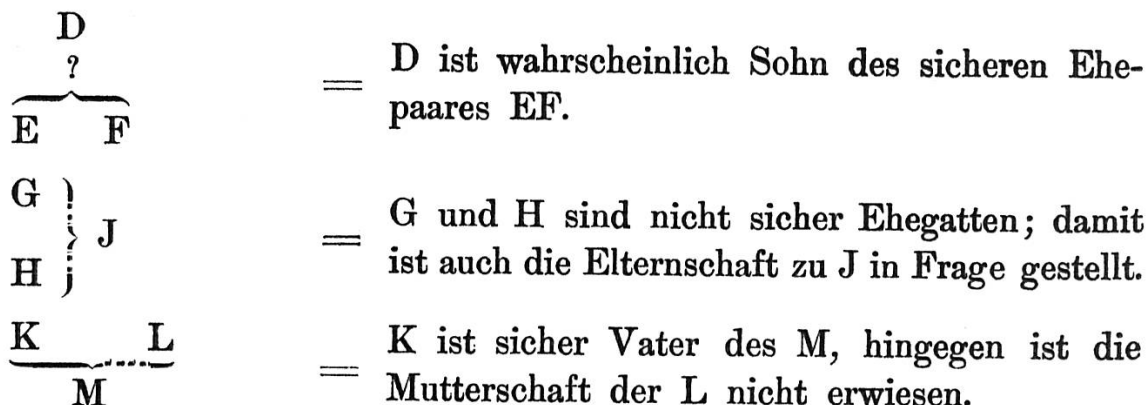 D
?
E F
= D ist wahrscheinlich Sohn des sicheren Ehe-
paares EF.
G
J
H
= G und H sind nicht sicher Ehegatten; damit
ist auch die Elternschaft zu J in Frage gestellt.
K L
M
= K ist sicher Vater des M, hingegen ist die
Mutterschaft der L nicht erwiesen.